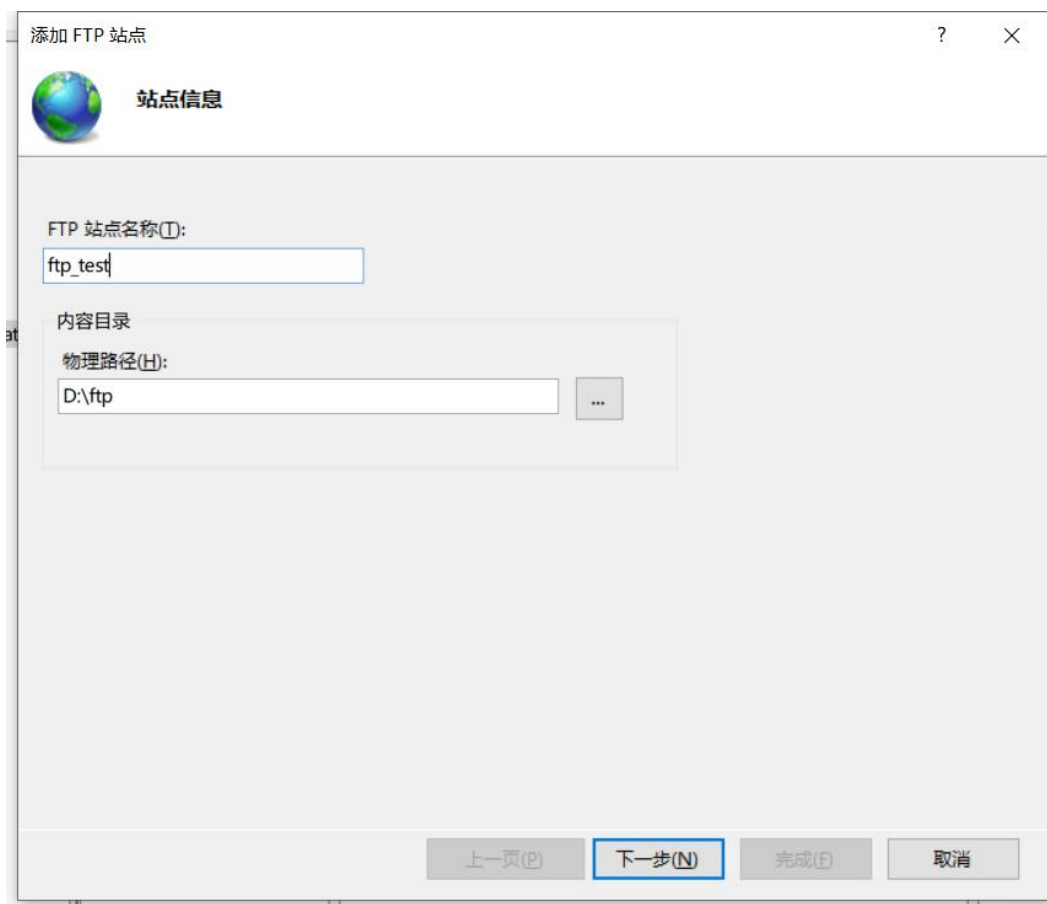 添加 FTP 站点
?
站点信息
FTP 站点名称(T):
ftp_test
内容目录
at
物理路径(H):
D:\ftp
...
上一页(P)
下一步(N)
完成(F)
取消